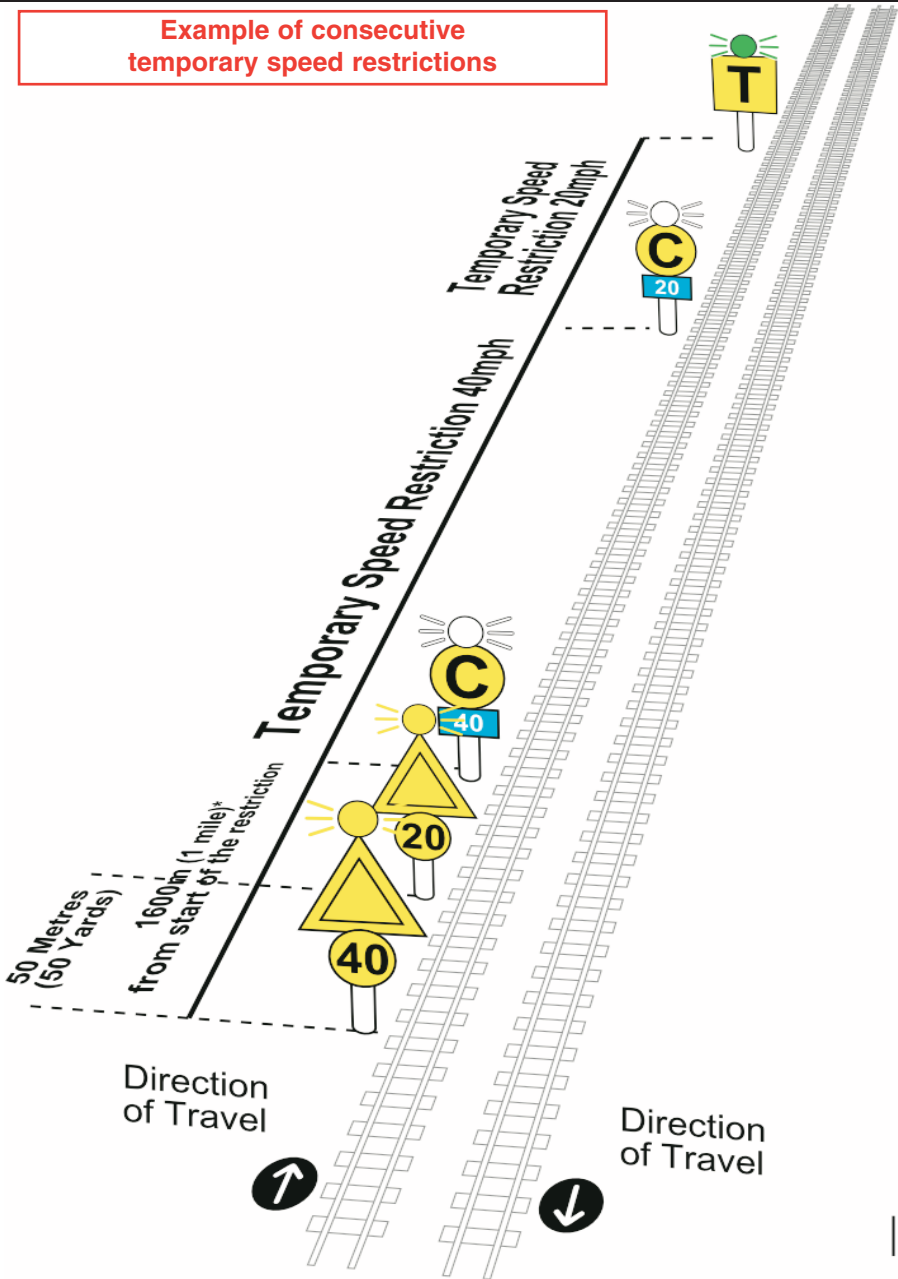 Example of consecutive
temporary speed restrictions
T
Temporary Speed
Restriction 20mph
C
20
Temporary Speed Restriction 40mph
C
40
20
1600m (1 mile)*
from start of the restriction
50 Metres
(50 Yards)
40
Direction
of Travel
Direction
of Travel